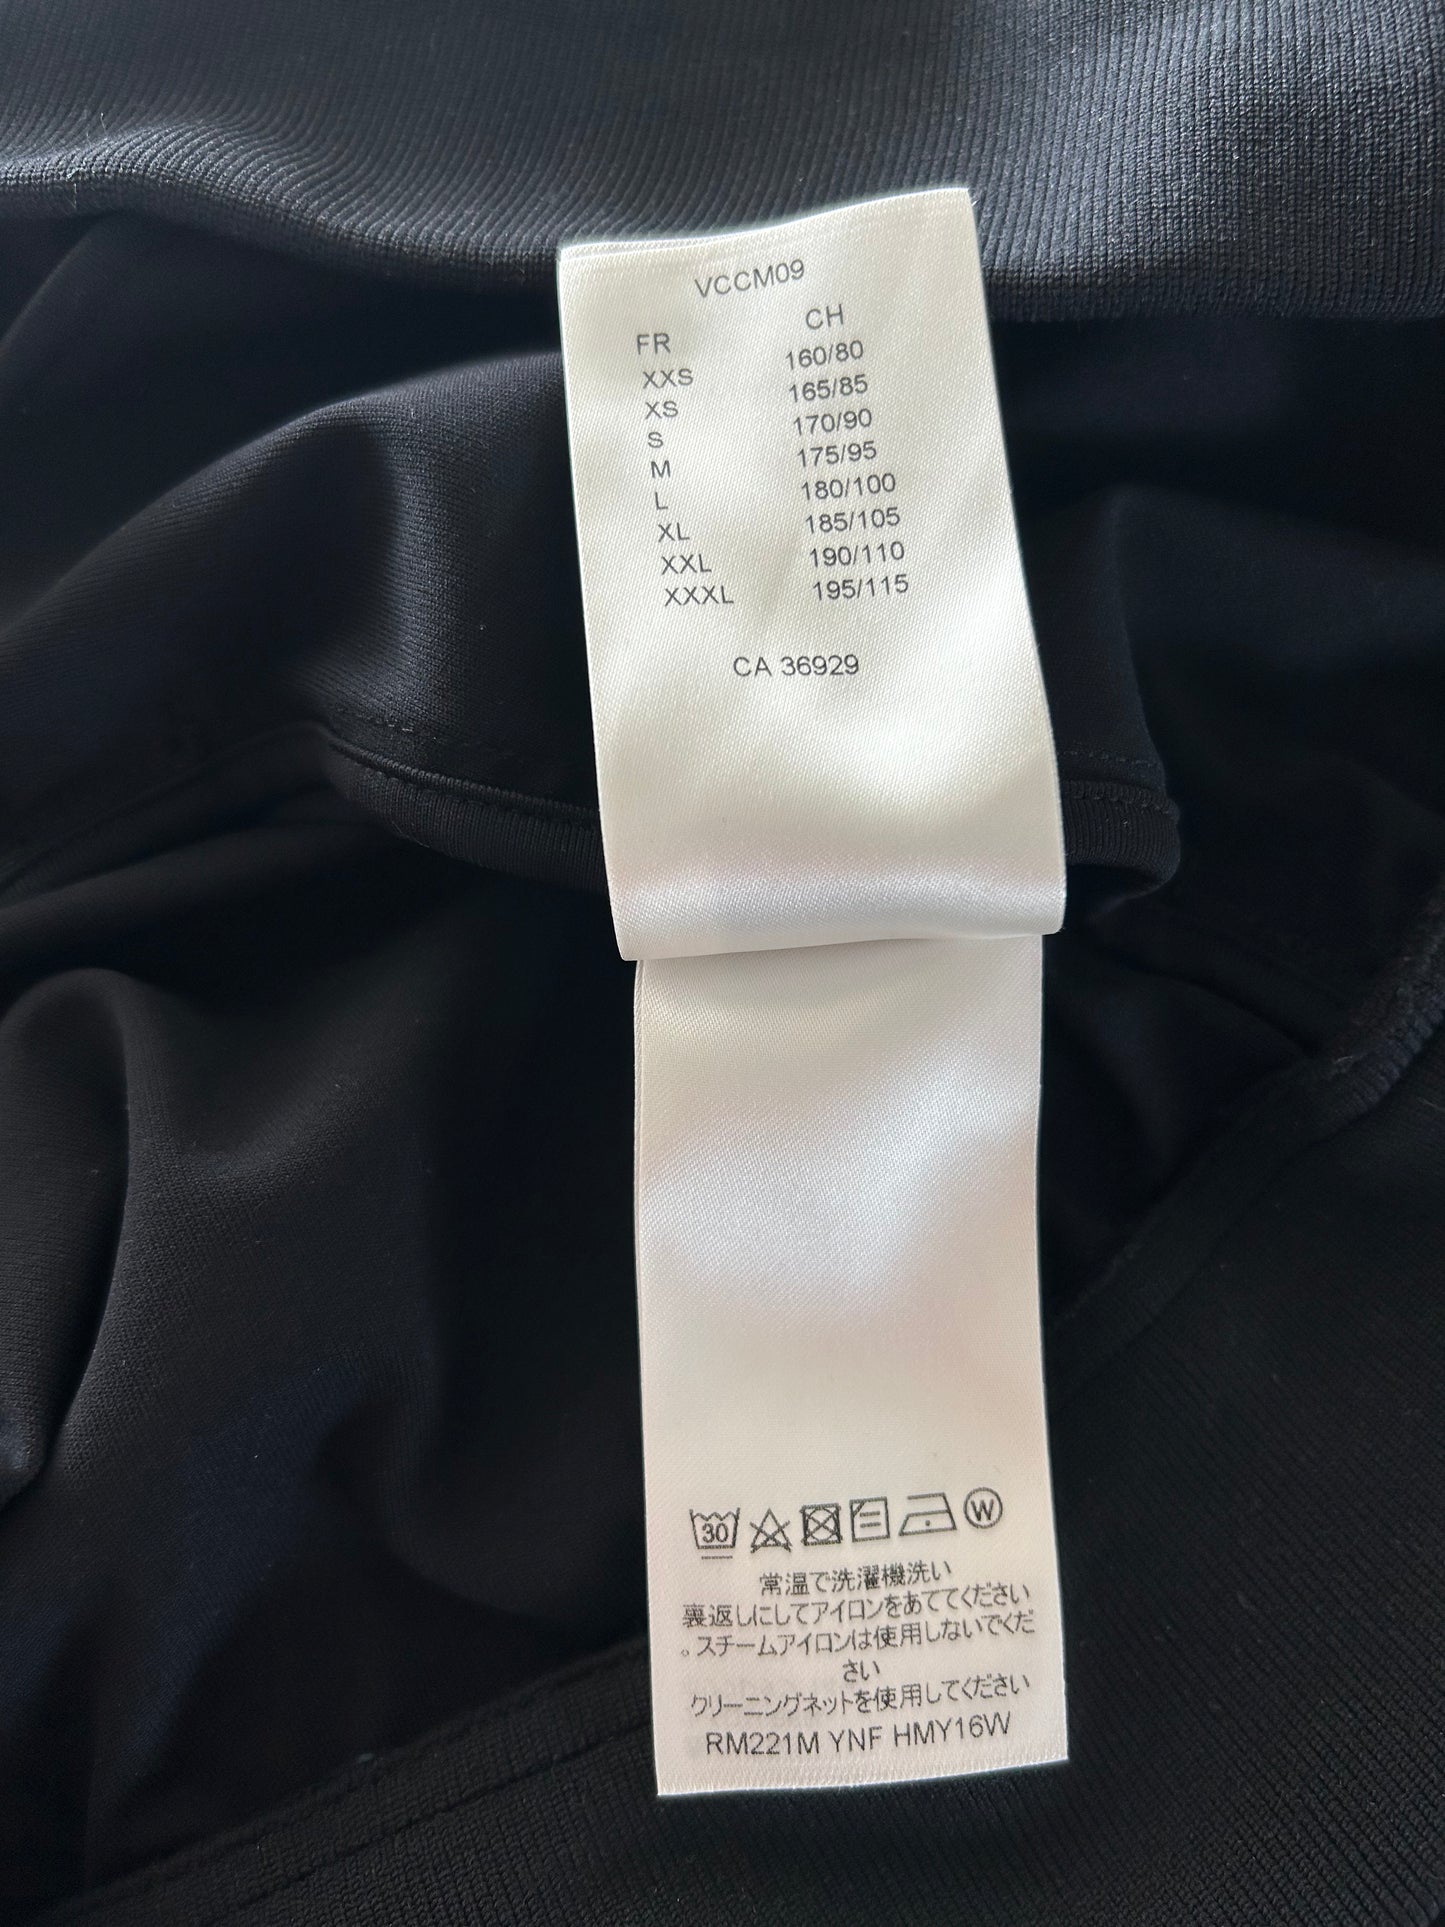 VCCM09
FR CH
XXS 160/80
XS 165/85
S 170/90
M 175/95
L 180/100
XL 185/105
XXL 190/110
XXXL 195/115
CA 36929
30 W
常温で洗濯機洗い
裏返しにしてアイロンをあててください
。スチームアイロンは使用しないでくだ
さい
クリーニングネットを使用してください
RM221M YNF HMY16W